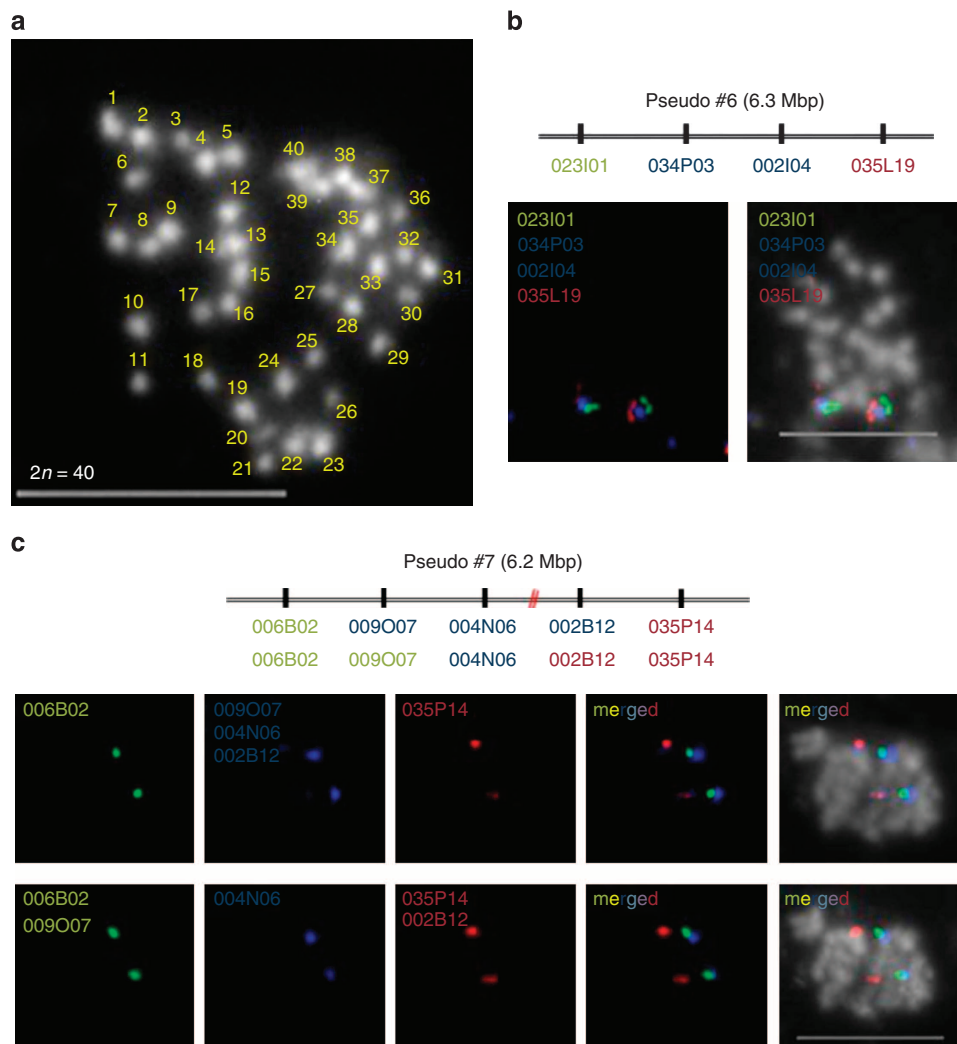 a
1
2
3
4
5
6
7
8
9
10
11
12
13
14
15
16
17
18
19
20
21
22
23
24
25
26
27
28
29
30
31
32
33
34
35
36
37
38
39
40
2n = 40
b
Pseudo #6 (6.3 Mbp)
023I01 034P03 002I04 035L19
023I01
034P03
002I04
035L19
023I01
034P03
002I04
035L19
c
Pseudo #7 (6.2 Mbp)
006B02 009O07 004N06 002B12 035P14
006B02 009O07 004N06 002B12 035P14
006B02
009O07
004N06
002B12
035P14
merged
merged
006B02
009O07
004N06
035P14
002B12
merged
merged